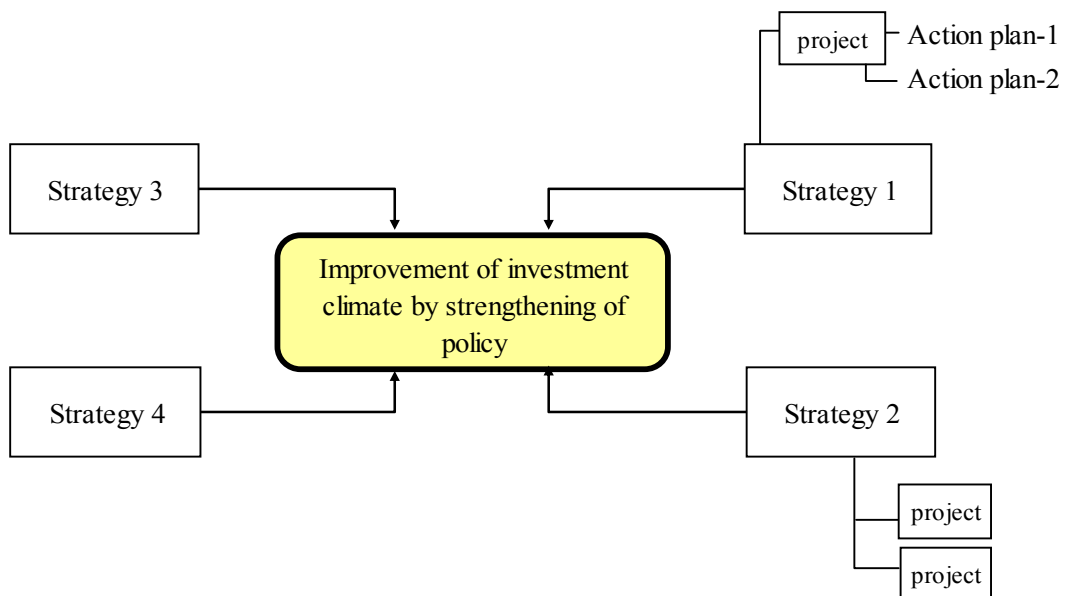 project
Action plan-1
Action plan-2
Strategy 3
Strategy 1
Improvement of investment
climate by strengthening of
policy
Strategy 4
Strategy 2
project
project